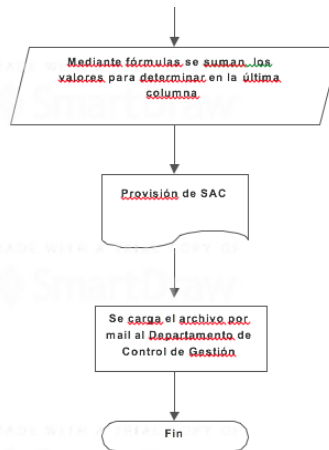 Mediante fórmulas se suman los
valores para determinar en la última
columna
Provisión de SAC
SmartDraw
Se carga el archivo por
mail al Departamento de
Control de Gestión
Fin